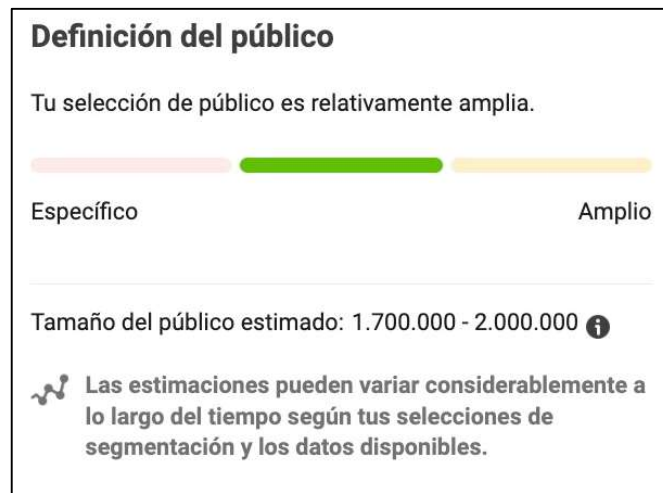 Definición del público
Tu selección de público es relativamente amplia.
Específico
Amplio
Tamaño del público estimado: 1.700.000 - 2.000.000
Las estimaciones pueden variar considerablemente a
lo largo del tiempo según tus selecciones de
segmentación y los datos disponibles.